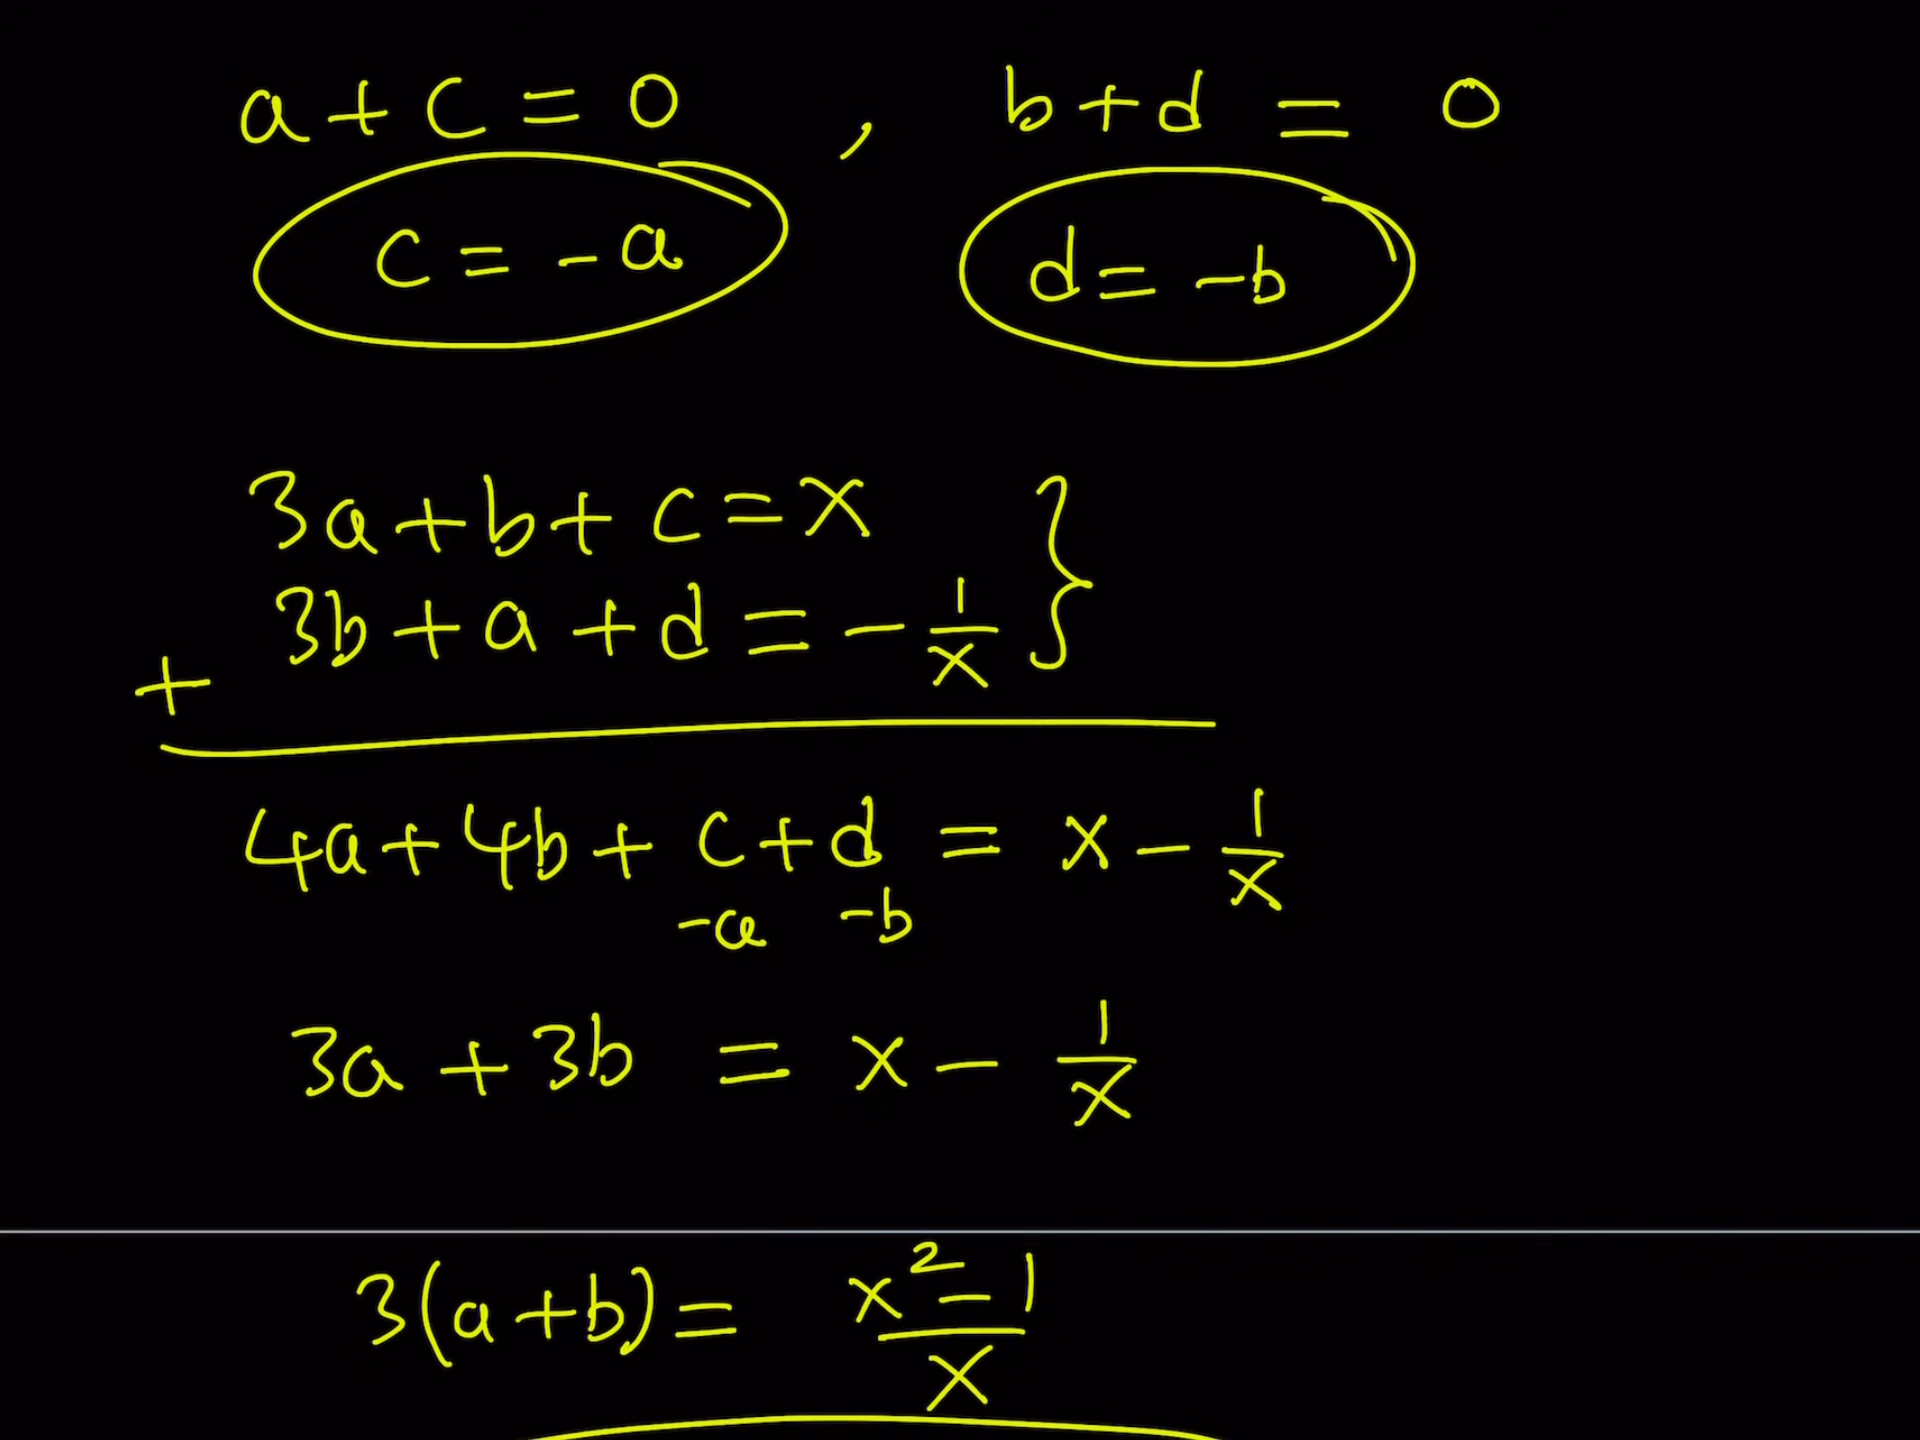 a + c = 0 , b + d = 0
c = -a d = -b
3a + b + c = x }
3b + a + d = - 1/x
+
4a + 4b + c + d = x - 1/x
-a -b
3a + 3b = x - 1/x
3(a + b) = x² - 1 / x